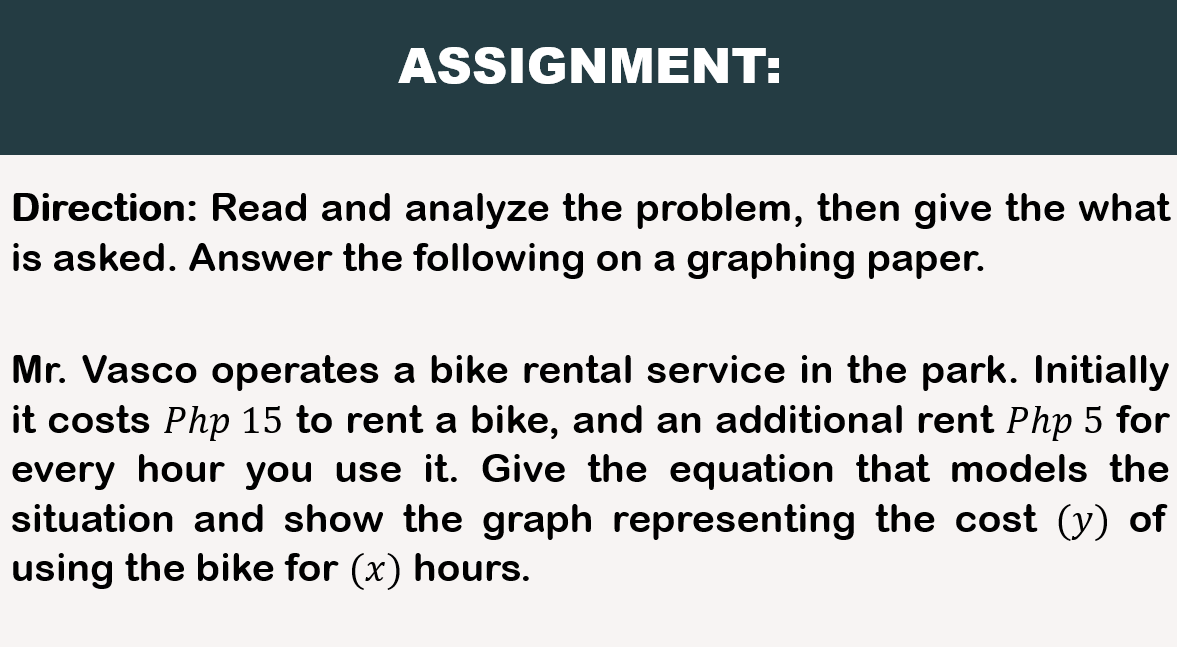 ASSIGNMENT:
Direction: Read and analyze the problem, then give the what
is asked. Answer the following on a graphing paper.
Mr. Vasco operates a bike rental service in the park. Initially
it costs Php 15 to rent a bike, and an additional rent Php 5 for
every hour you use it. Give the equation that models the
situation and show the graph representing the cost (y) of
using the bike for (x) hours.